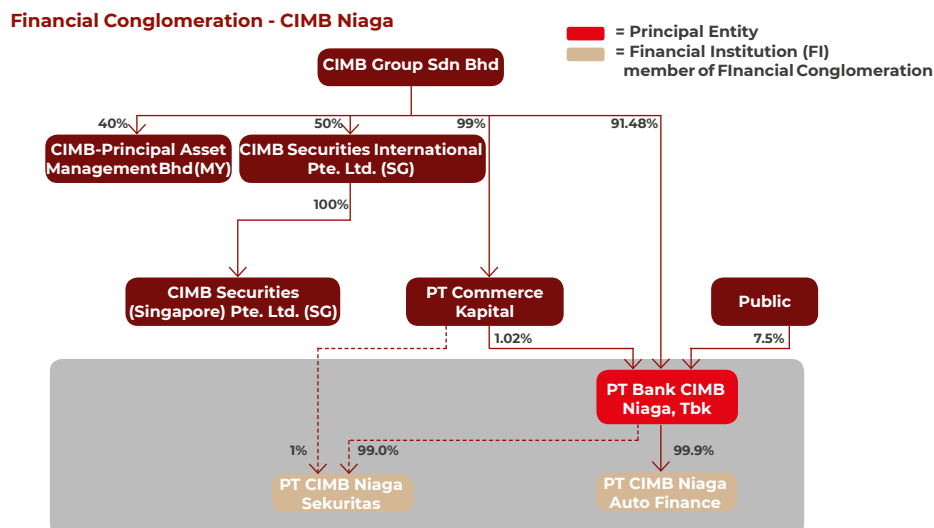 Financial Conglomeration - CIMB Niaga
= Principal Entity
= Financial Institution (FI)
member of FInancial Conglomeration
CIMB Group Sdn Bhd
40%
50%
99%
91.48%
CIMB-Principal Asset
Management Bhd (MY)
CIMB Securities International
Pte. Ltd. (SG)
100%
CIMB Securities
(Singapore) Pte. Ltd. (SG)
PT Commerce
Kapital
Public
1.02%
7.5%
PT Bank CIMB
Niaga, Tbk
1%
99.0%
99.9%
PT CIMB Niaga
Sekuritas
PT CIMB Niaga
Auto Finance